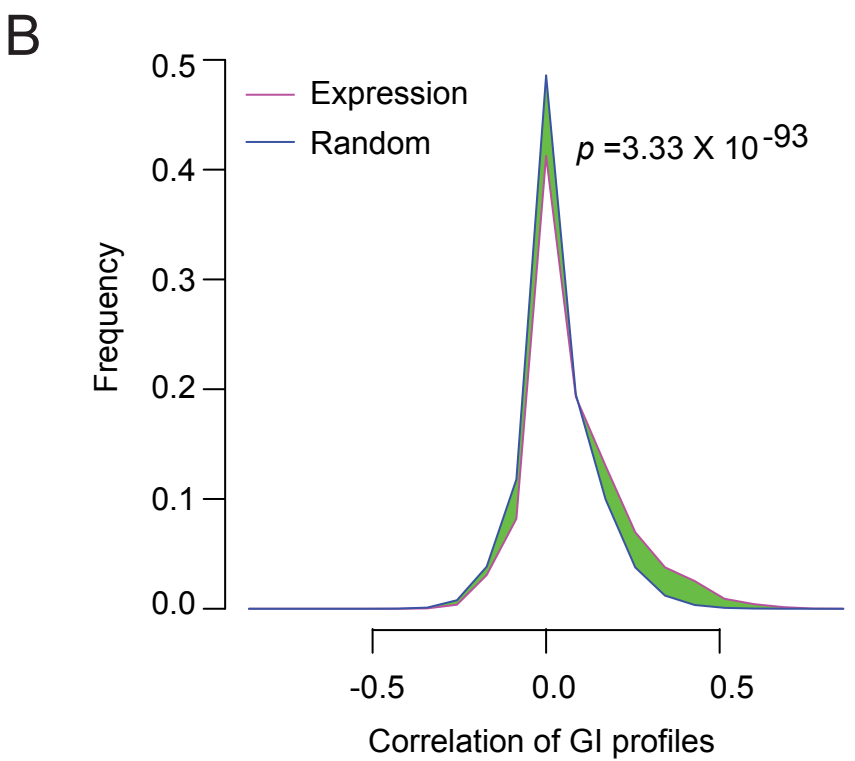 B
0.5
Expression
Random
p =3.33 X 10-93
0.4
0.3
Frequency
0.2
0.1
0.0
-0.5
0.0
0.5
Correlation of GI profiles